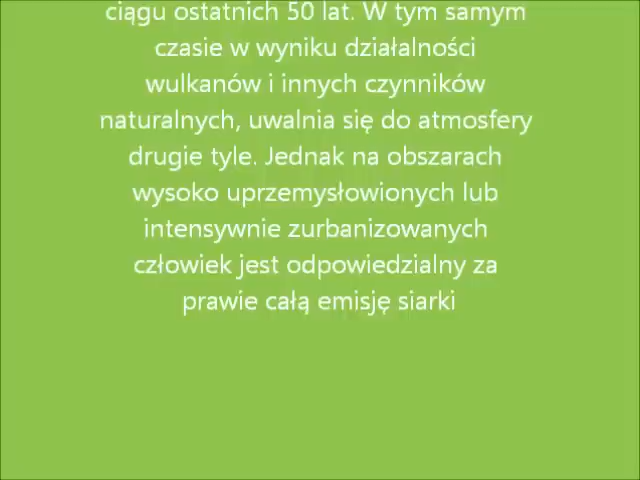 ciągu ostatnich 50 lat. W tym samym
czasie w wyniku działalności
wulkanów i innych czynników
naturalnych, uwalnia się do atmosfery
drugie tyle. Jednak na obszarach
wysoko uprzemysłowionych lub
intensywnie zurbanizowanych
człowiek jest odpowiedzialny za
prawie całą emisję siarki